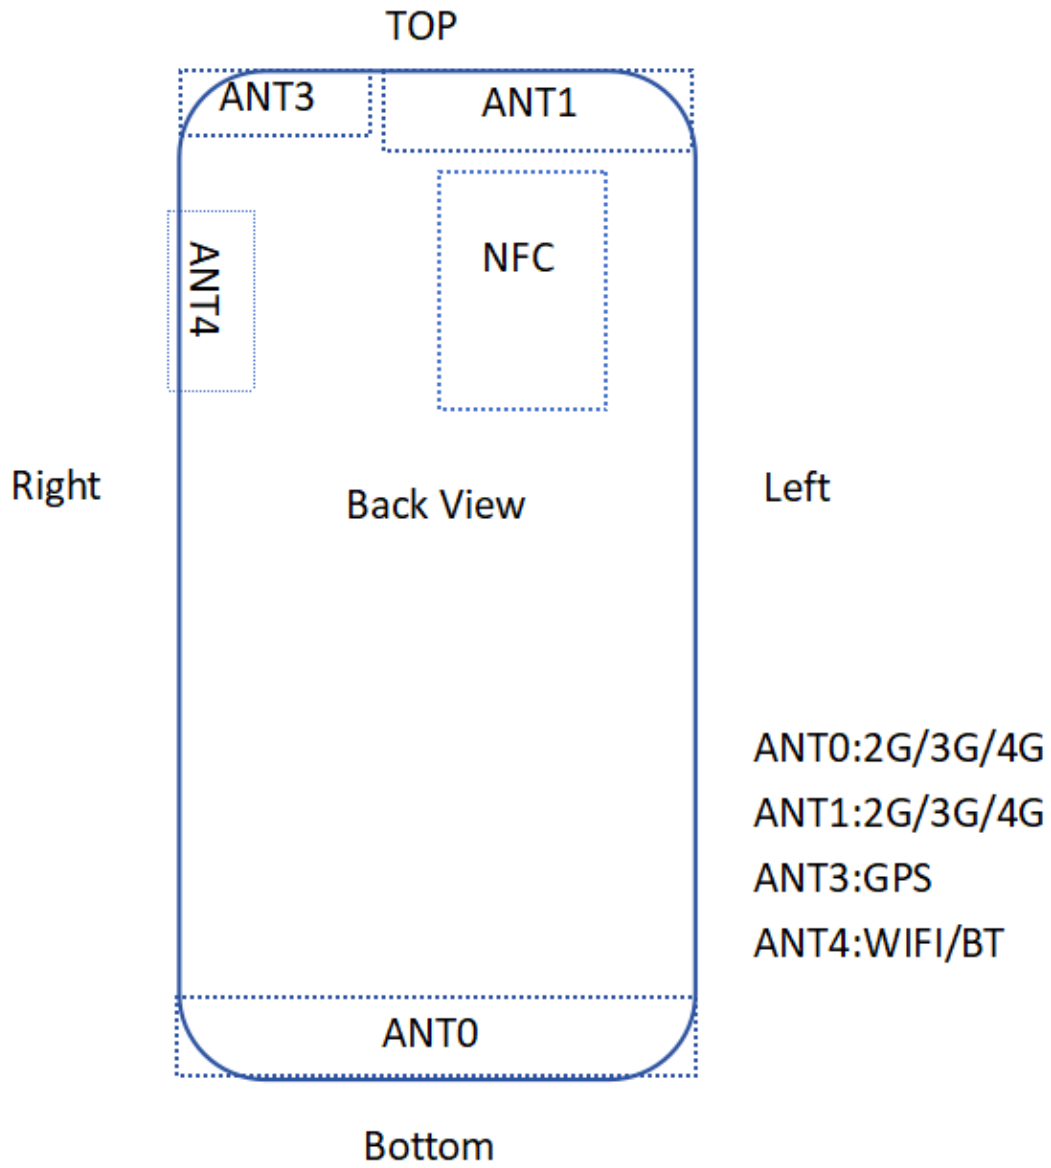 TOP
ANT3
ANT1
ANT4
NFC
Right
Back View
Left
ANT0:2G/3G/4G
ANT1:2G/3G/4G
ANT3:GPS
ANT4:WIFI/BT
ANT0
Bottom